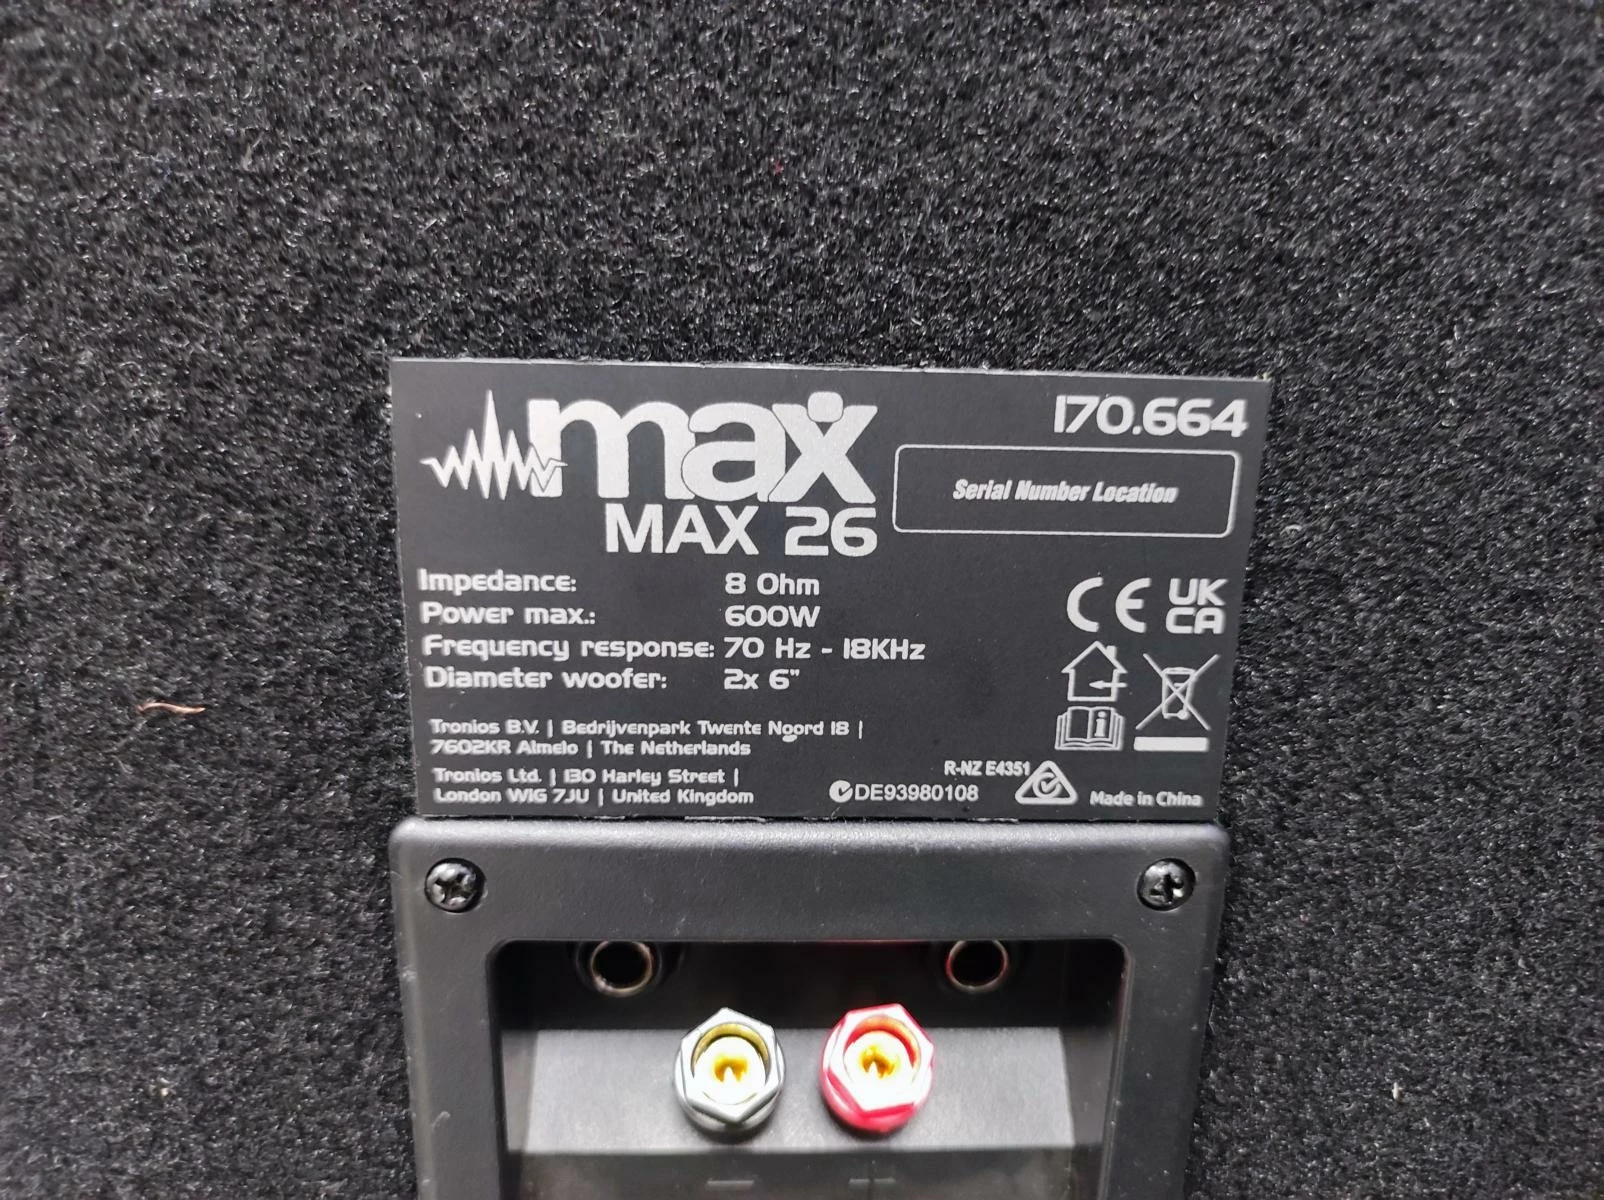 max
MAX 26
170.664
Serial Number Location
Impedance: 8 Ohm
Power max.: 600W
Frequency response: 70 Hz - 18KHz
Diameter woofer: 2x 6"
CE UK CA
Tronios B.V. | Bedrijvenpark Twente Noord 18 |
7602KR Almelo | The Netherlands
Tronios Ltd. | 130 Harley Street |
London W1G 7JU | United Kingdom
DE93980108
R-NZ E4351
Made in China
- +